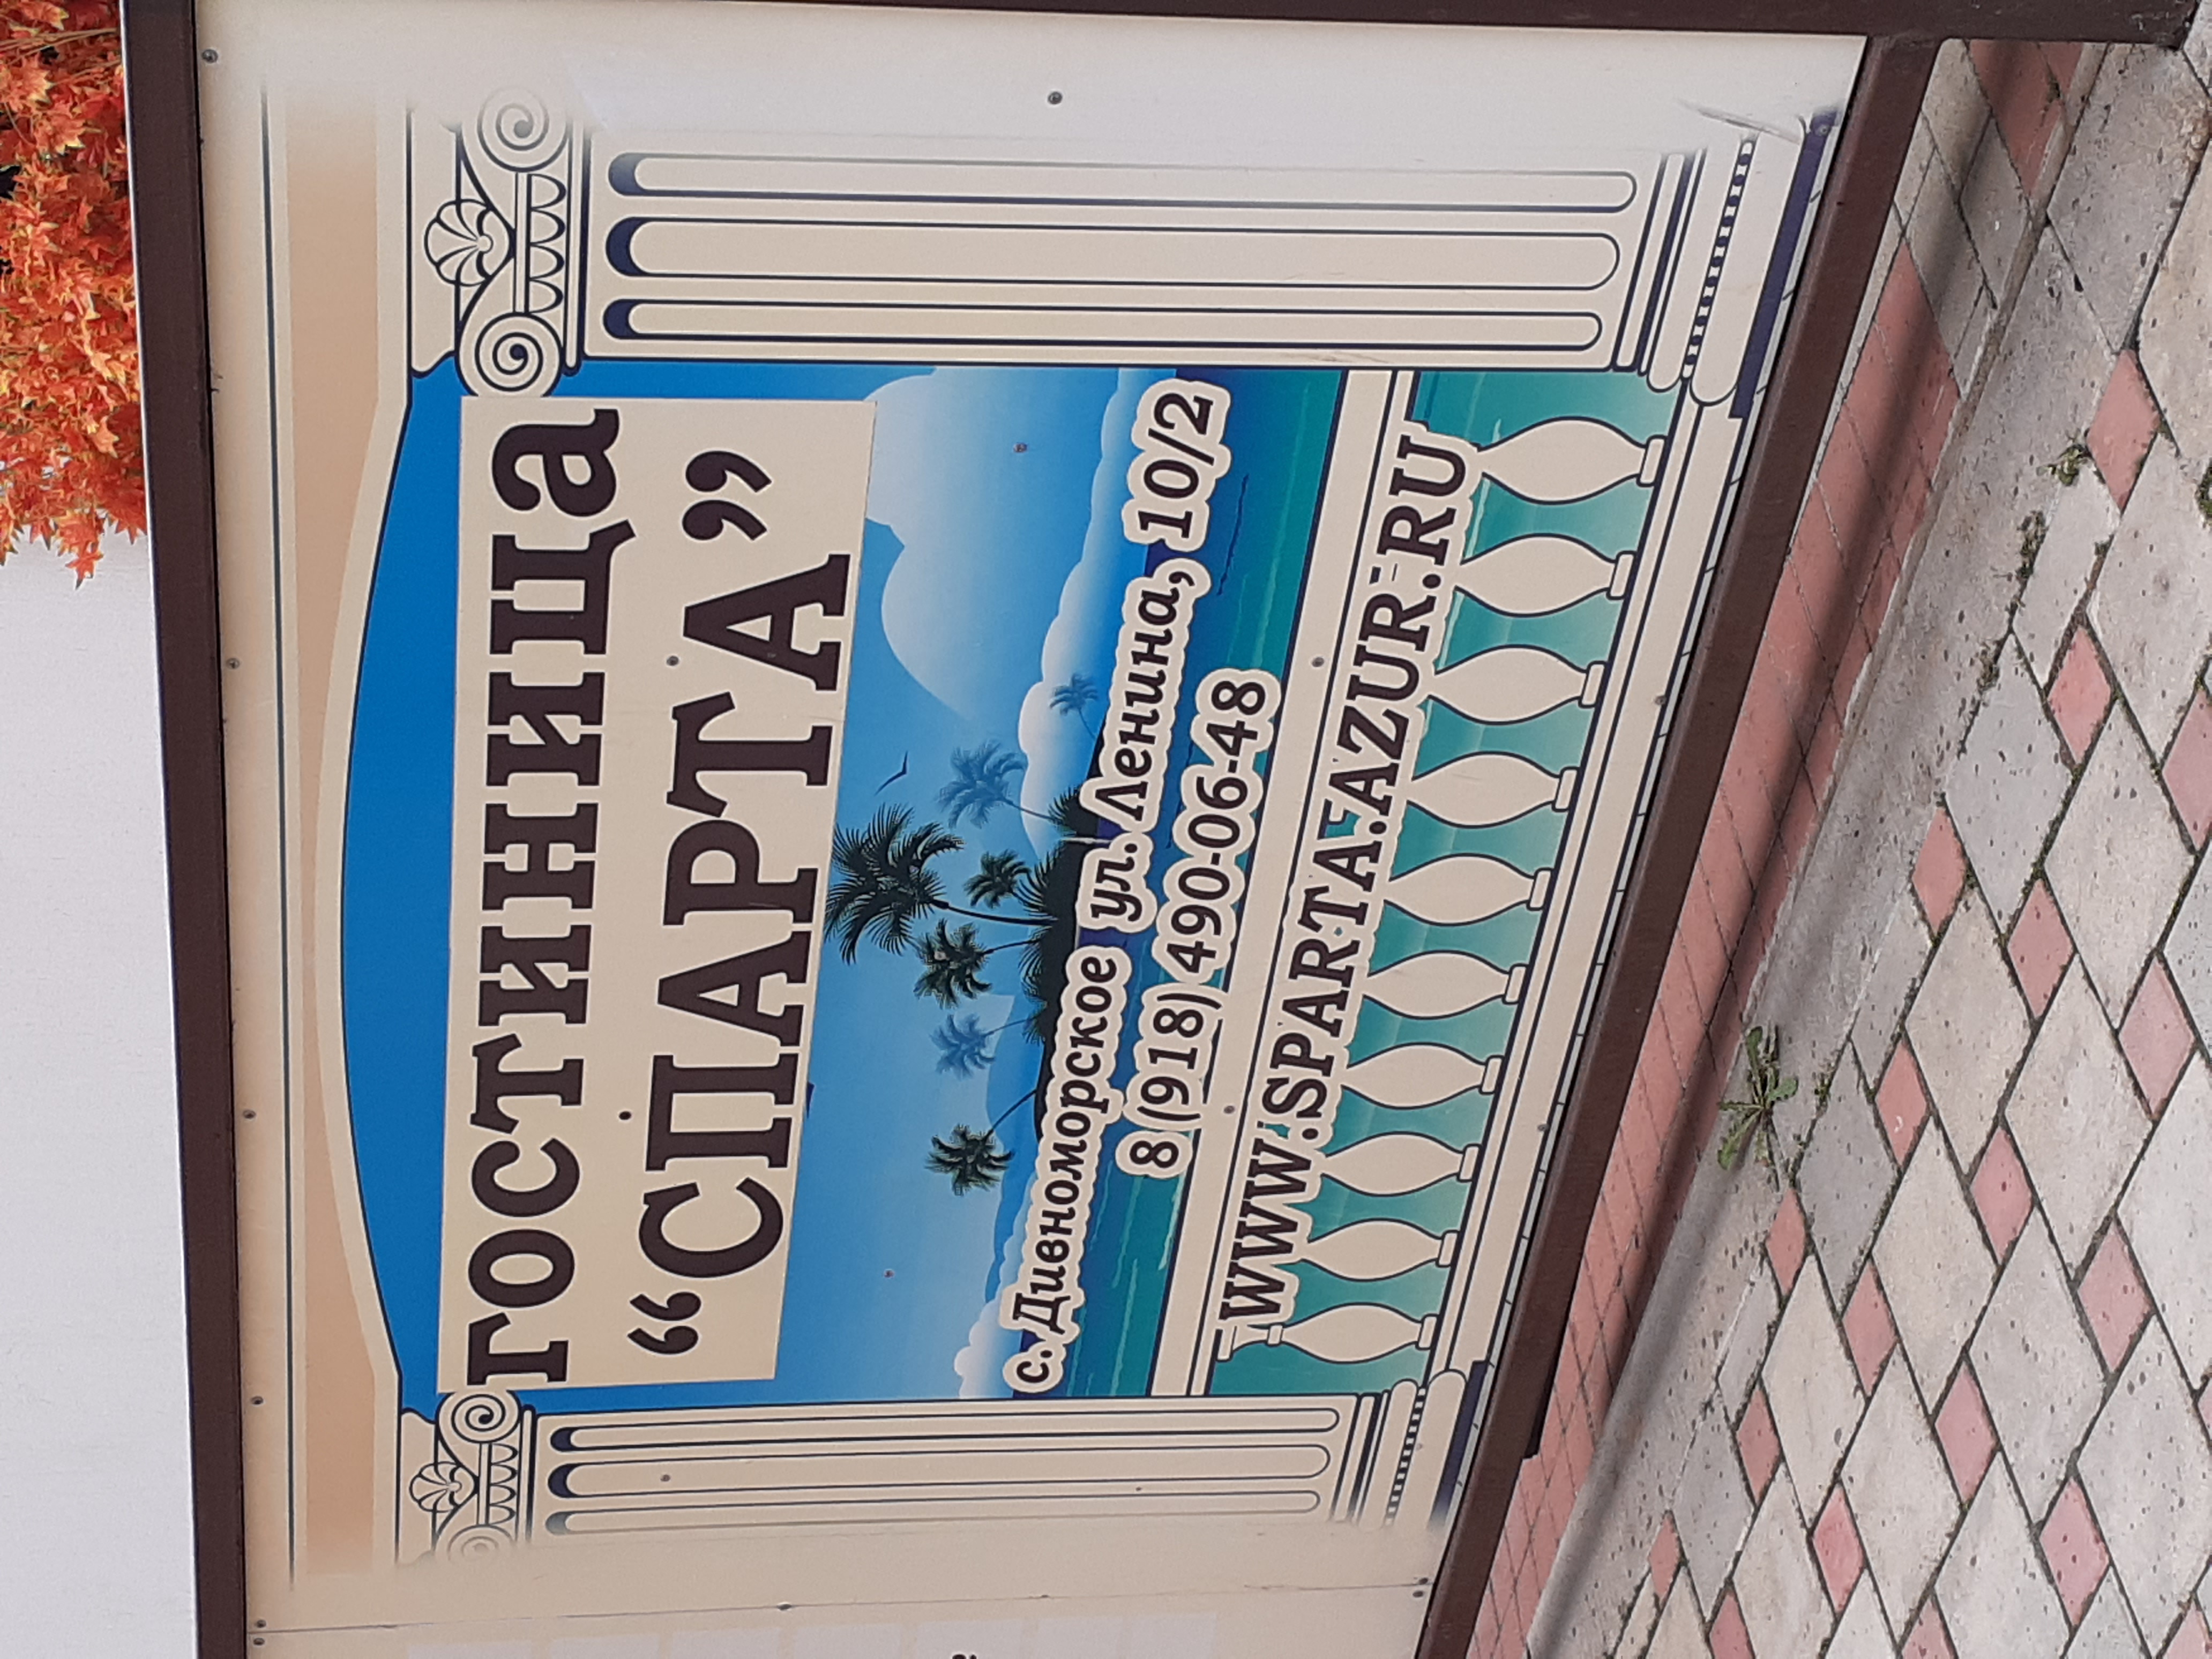 гостиница
“СПАРТА”
с. Дивноморское ул. Ленина, 10/2
8 (918) 490-06-48
WWW.SPARTA.AZUR.RU